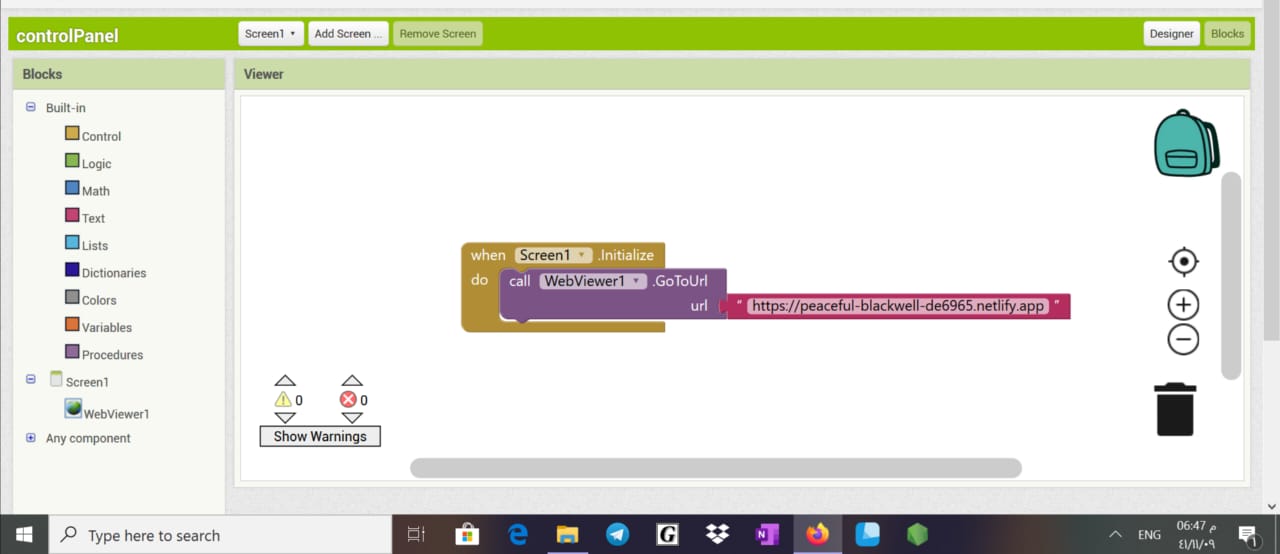 controlPanel
Screen1
Add Screen ...
Remove Screen
Designer
Blocks
Blocks
Viewer
Built-in
Control
Logic
Math
Text
Lists
Dictionaries
Colors
Variables
Procedures
Screen1
WebViewer1
Any component
when Screen1 .Initialize
do call WebViewer1 .GoToUrl
url " https://peaceful-blackwell-de6965.netlify.app "
0 0
Show Warnings
Type here to search
G
N
ENG
06:47 م
٤١/١١/٠٩
1